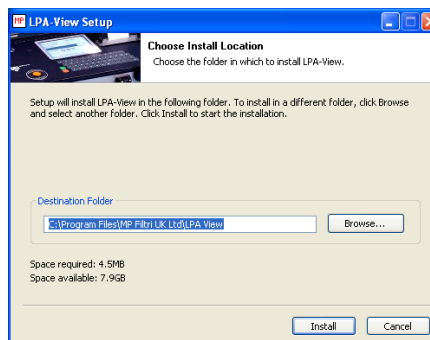 MP LPA-View Setup
Choose Install Location
Choose the folder in which to install LPA-View.
Setup will install LPA-View in the following folder. To install in a different folder, click Browse
and select another folder. Click Install to start the installation.
Destination Folder
C:\Program Files\MP Filtri UK Ltd\LPA View
Browse...
Space required: 4.5MB
Space available: 7.9GB
Install
Cancel